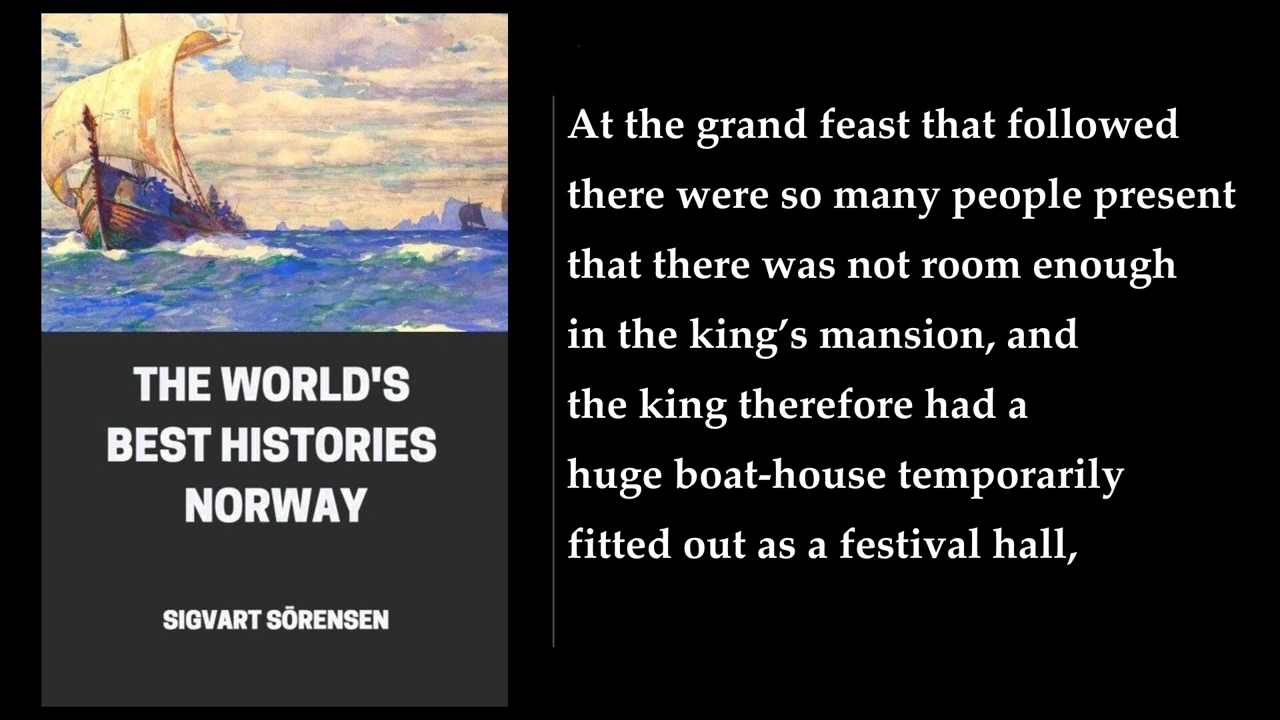 THE WORLD'S
BEST HISTORIES
NORWAY
SIGVART SÖRENSEN
At the grand feast that followed
there were so many people present
that there was not room enough
in the king’s mansion, and
the king therefore had a
huge boat-house temporarily
fitted out as a festival hall,